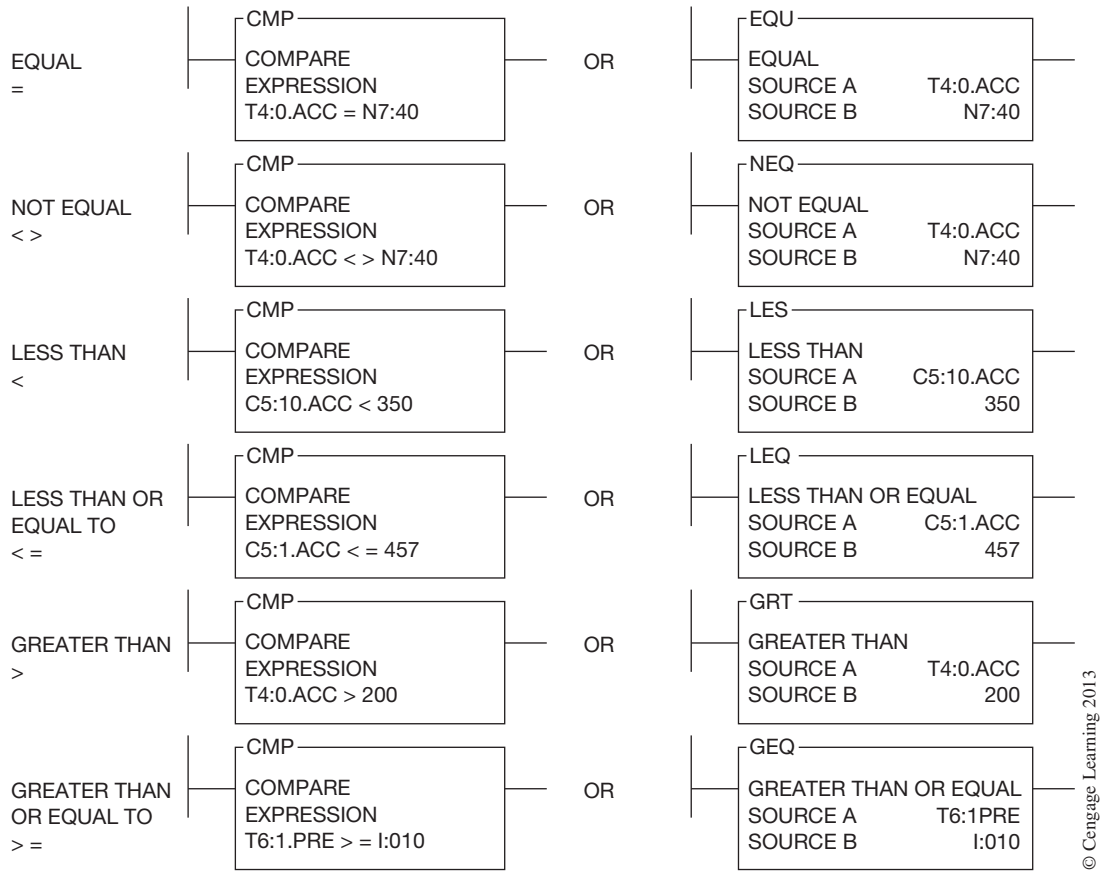 EQUAL
=
CMP
COMPARE
EXPRESSION
T4:0.ACC = N7:40
OR
EQU
EQUAL
SOURCE A T4:0.ACC
SOURCE B N7:40
NOT EQUAL
< >
CMP
COMPARE
EXPRESSION
T4:0.ACC < > N7:40
OR
NEQ
NOT EQUAL
SOURCE A T4:0.ACC
SOURCE B N7:40
LESS THAN
<
CMP
COMPARE
EXPRESSION
C5:10.ACC < 350
OR
LES
LESS THAN
SOURCE A C5:10.ACC
SOURCE B 350
LESS THAN OR
EQUAL TO
< =
CMP
COMPARE
EXPRESSION
C5:1.ACC < = 457
OR
LEQ
LESS THAN OR EQUAL
SOURCE A C5:1.ACC
SOURCE B 457
GREATER THAN
>
CMP
COMPARE
EXPRESSION
T4:0.ACC > 200
OR
GRT
GREATER THAN
SOURCE A T4:0.ACC
SOURCE B 200
GREATER THAN
OR EQUAL TO
> =
CMP
COMPARE
EXPRESSION
T6:1.PRE > = I:010
OR
GEQ
GREATER THAN OR EQUAL
SOURCE A T6:1PRE
SOURCE B I:010
© Cengage Learning 2013